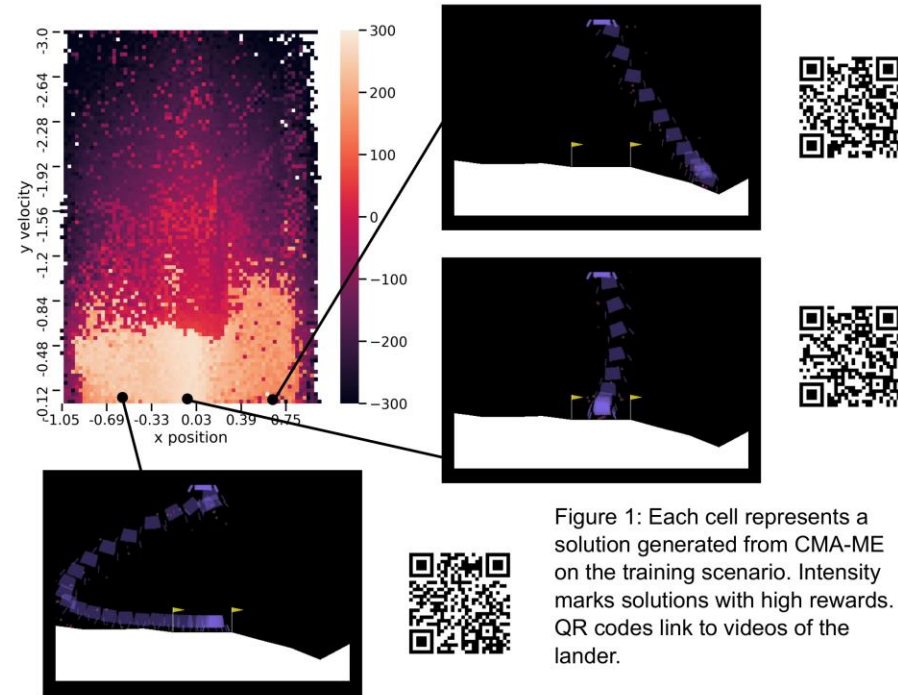 -3.0
-2.64
-2.28
-1.92
-1.56
-1.2
-0.84
-0.48
-0.12
y velocity
-1.05 -0.69 -0.33 0.03 0.39 0.75
x position
300
200
100
0
−100
−200
−300
Figure 1: Each cell represents a
solution generated from CMA-ME
on the training scenario. Intensity
marks solutions with high rewards.
QR codes link to videos of the
lander.